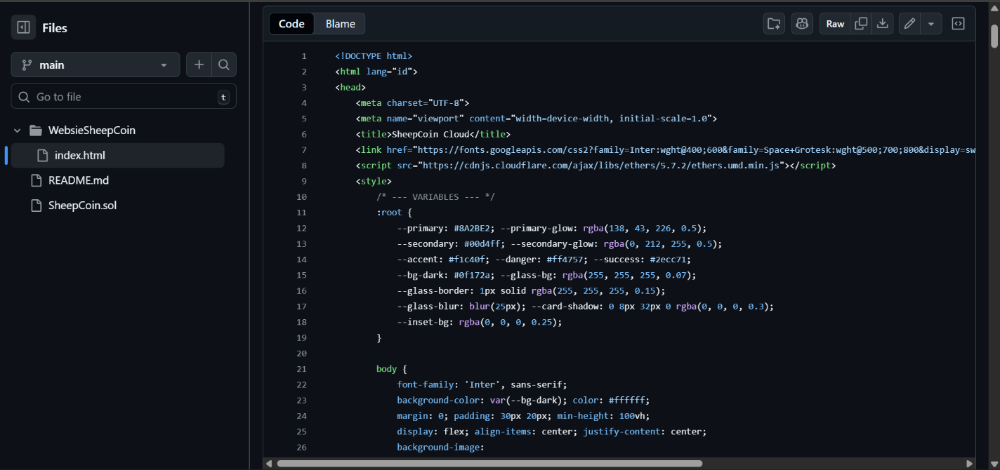 Files
main
Go to file
t
WebsieSheepCoin
index.html
README.md
SheepCoin.sol
Code
Blame
Raw
1 <!DOCTYPE html>
2 <html lang="id">
3 <head>
4 <meta charset="UTF-8">
5 <meta name="viewport" content="width=device-width, initial-scale=1.0">
6 <title>SheepCoin Cloud</title>
7 <link href="https://fonts.googleapis.com/css2?family=Inter:wght@400;600&family=Space+Grotesk:wght@500;700;800&display=sw
8 <script src="https://cdnjs.cloudflare.com/ajax/libs/ethers/5.7.2/ethers.umd.min.js"></script>
9 <style>
10 /* --- VARIABLES --- */
11 :root {
12 --primary: #8A2BE2; --primary-glow: rgba(138, 43, 226, 0.5);
13 --secondary: #00d4ff; --secondary-glow: rgba(0, 212, 255, 0.5);
14 --accent: #f1c40f; --danger: #ff4757; --success: #2ecc71;
15 --bg-dark: #0f172a; --glass-bg: rgba(255, 255, 255, 0.07);
16 --glass-border: 1px solid rgba(255, 255, 255, 0.15);
17 --glass-blur: blur(25px); --card-shadow: 0 8px 32px 0 rgba(0, 0, 0, 0.3);
18 --inset-bg: rgba(0, 0, 0, 0.25);
19 }
20
21 body {
22 font-family: 'Inter', sans-serif;
23 background-color: var(--bg-dark); color: #ffffff;
24 margin: 0; padding: 30px 20px; min-height: 100vh;
25 display: flex; align-items: center; justify-content: center;
26 background-image: